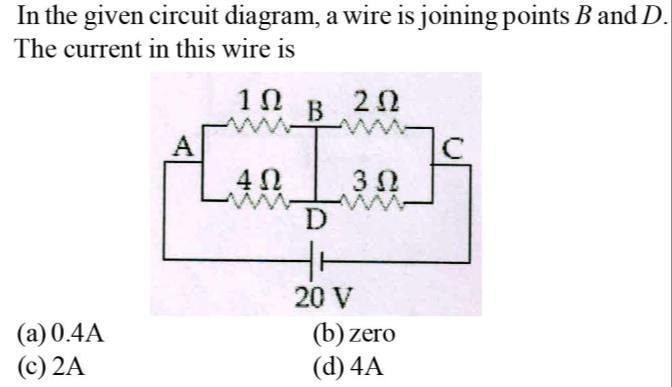 In the given circuit diagram, a wire is joining points B and D.
The current in this wire is
1 Ω B 2 Ω
A C
4 Ω 3 Ω
D
20 V
(a) 0.4A (b) zero
(c) 2A (d) 4A